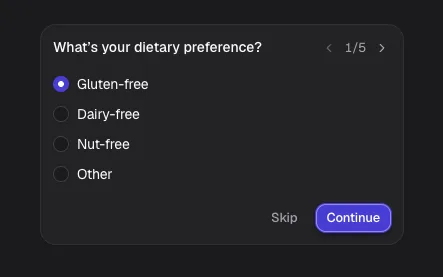 What's your dietary preference? 1/5
Gluten-free
Dairy-free
Nut-free
Other
Skip Continue